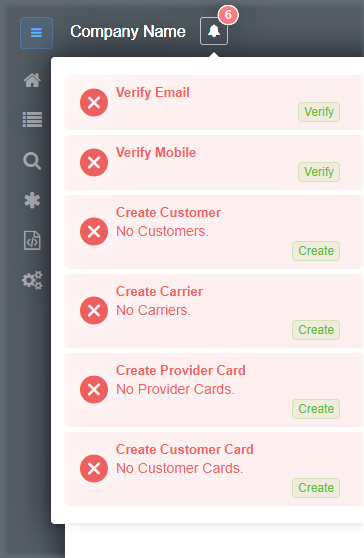 Company Name
6
Verify Email
Verify
Verify Mobile
Verify
Create Customer
No Customers.
Create
Create Carrier
No Carriers.
Create
Create Provider Card
No Provider Cards.
Create
Create Customer Card
No Customer Cards.
Create